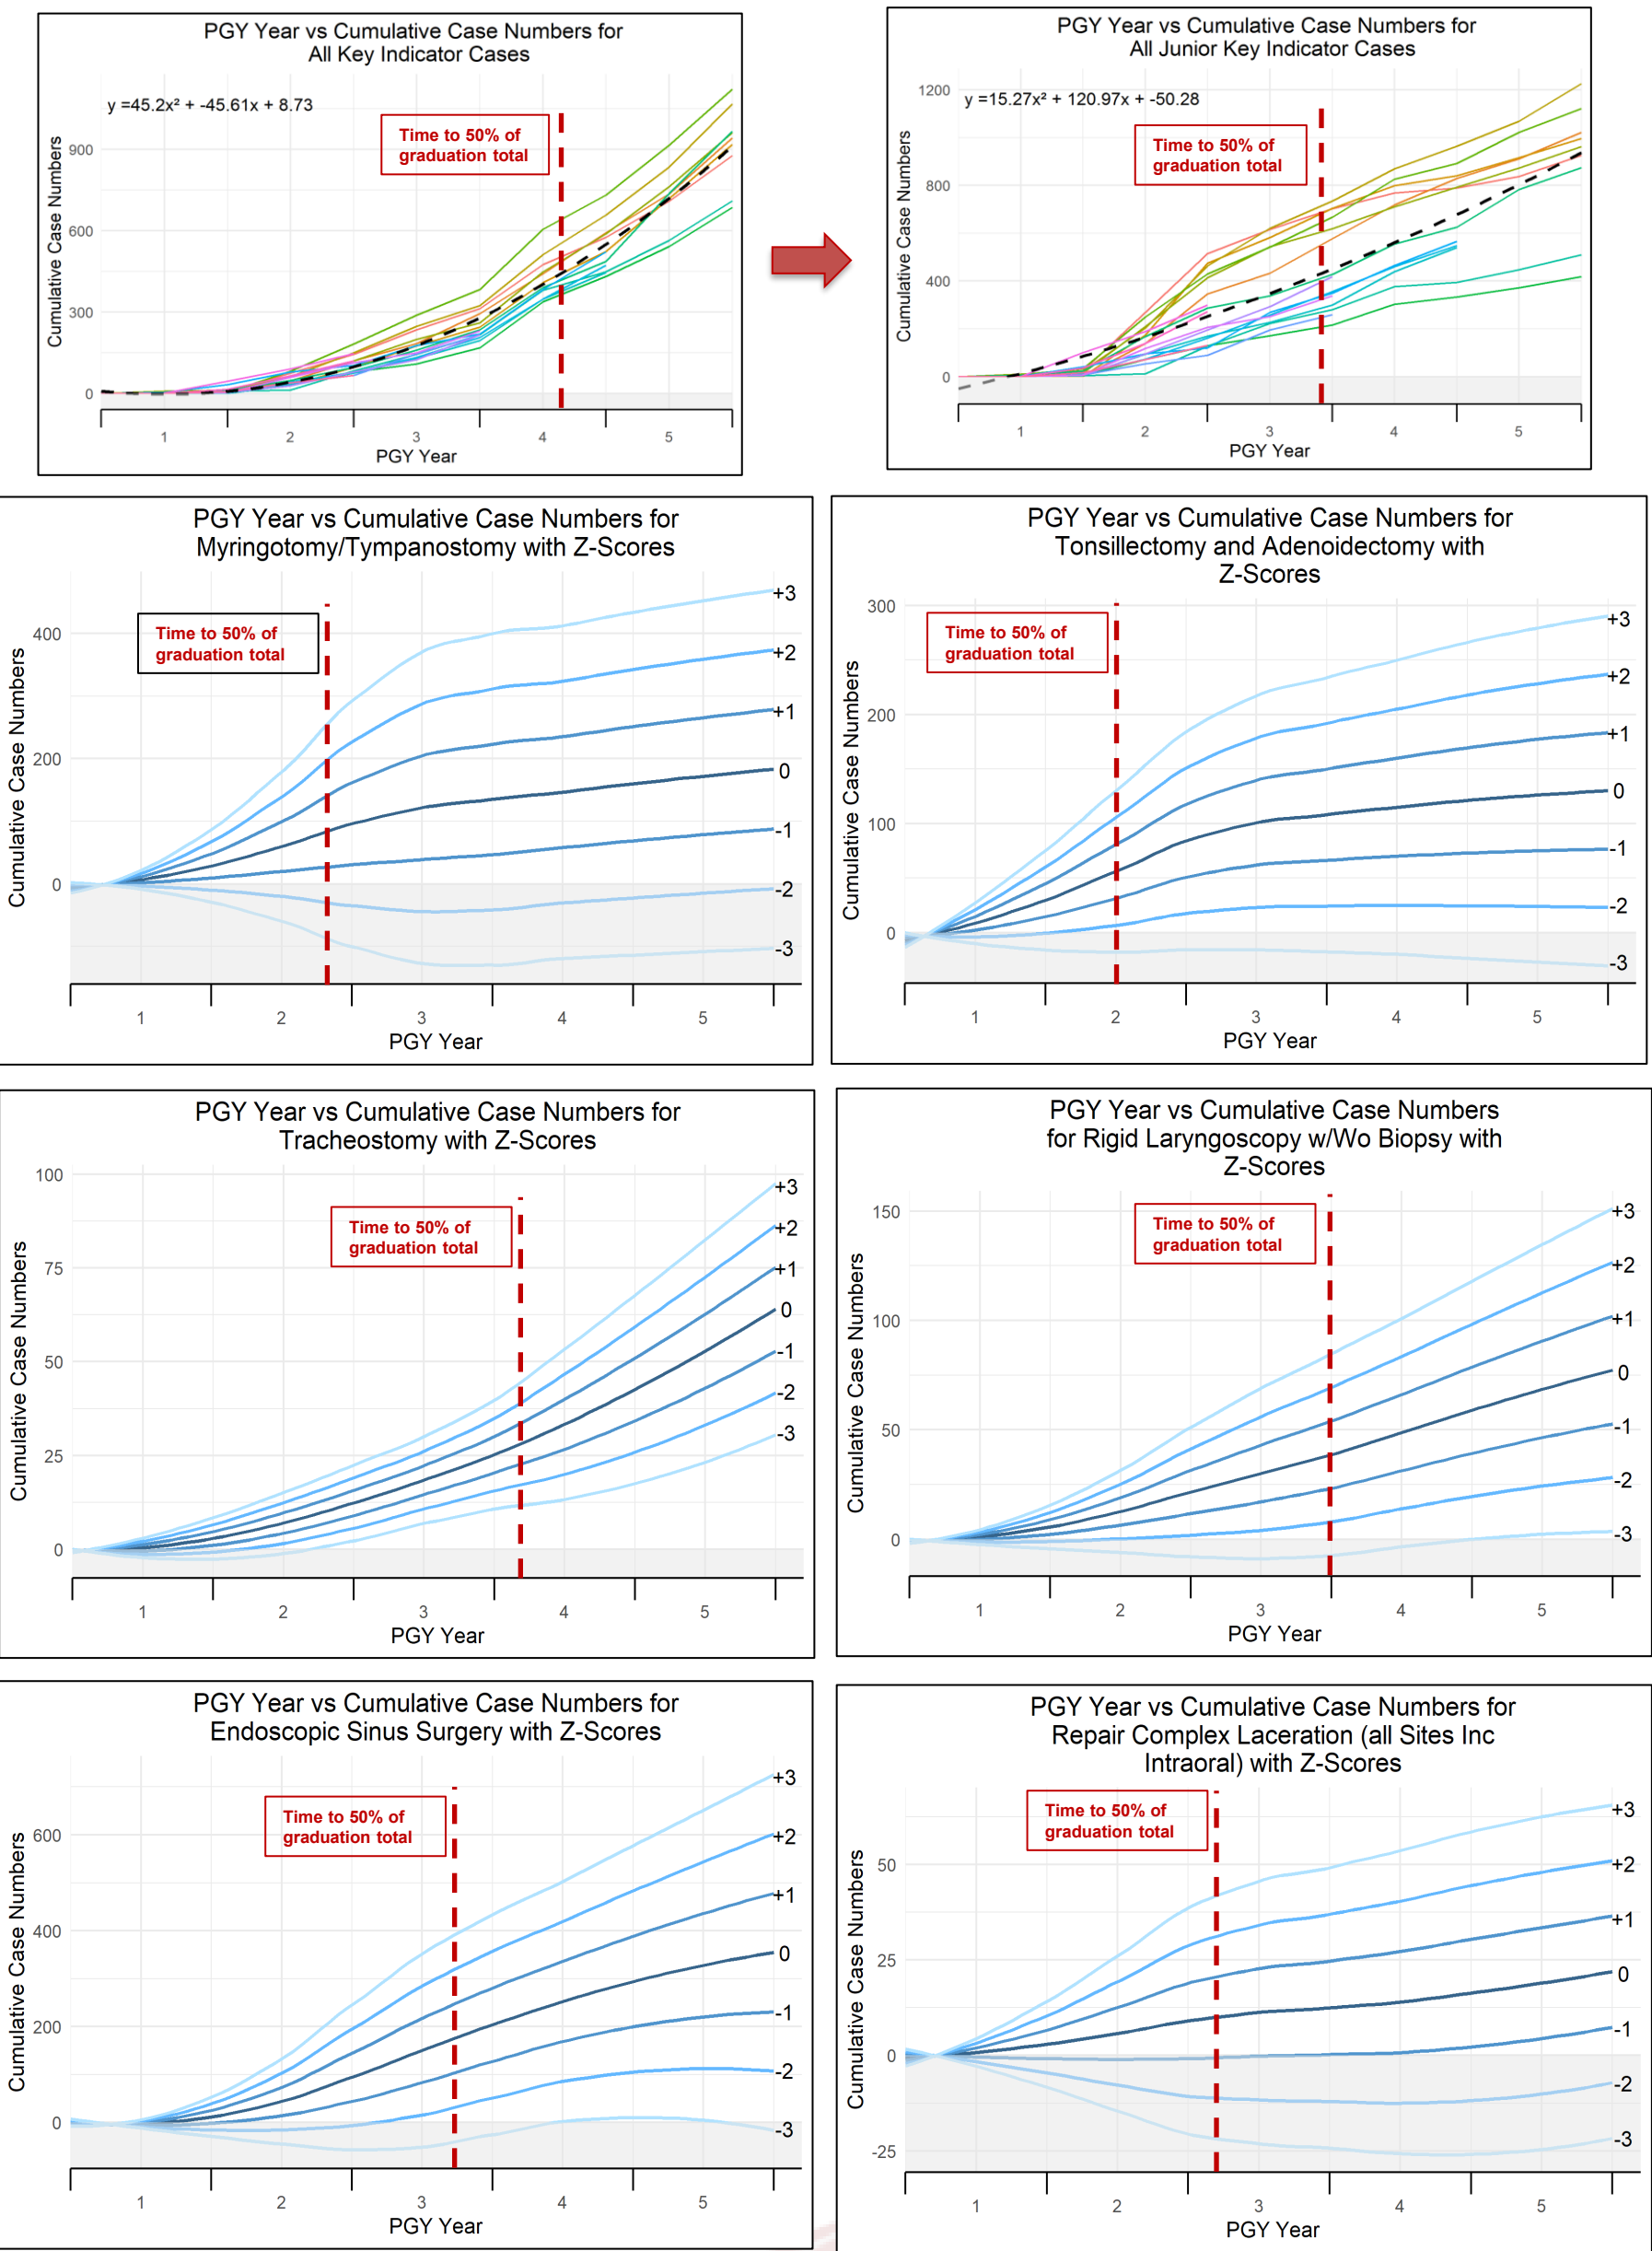 PGY Year vs Cumulative Case Numbers for
All Key Indicator Cases
y =45.2x² + -45.61x + 8.73
Time to 50% of
graduation total
Cumulative Case Numbers
900
600
300
0
1 2 3 4 5
PGY Year
PGY Year vs Cumulative Case Numbers for
All Junior Key Indicator Cases
y =15.27x² + 120.97x + -50.28
Time to 50% of
graduation total
Cumulative Case Numbers
1200
800
400
0
1 2 3 4 5
PGY Year
PGY Year vs Cumulative Case Numbers for
Myringotomy/Tympanostomy with Z-Scores
Time to 50% of
graduation total
Cumulative Case Numbers
400
200
0
+3
+2
+1
0
-1
-2
-3
1 2 3 4 5
PGY Year
PGY Year vs Cumulative Case Numbers for
Tonsillectomy and Adenoidectomy with
Z-Scores
Time to 50% of
graduation total
Cumulative Case Numbers
300
200
100
0
+3
+2
+1
0
-1
-2
-3
1 2 3 4 5
PGY Year
PGY Year vs Cumulative Case Numbers for
Tracheostomy with Z-Scores
Time to 50% of
graduation total
Cumulative Case Numbers
100
75
50
25
0
+3
+2
+1
0
-1
-2
-3
1 2 3 4 5
PGY Year
PGY Year vs Cumulative Case Numbers
for Rigid Laryngoscopy w/Wo Biopsy with
Z-Scores
Time to 50% of
graduation total
Cumulative Case Numbers
150
100
50
0
+3
+2
+1
0
-1
-2
-3
1 2 3 4 5
PGY Year
PGY Year vs Cumulative Case Numbers for
Endoscopic Sinus Surgery with Z-Scores
Time to 50% of
graduation total
Cumulative Case Numbers
600
400
200
0
+3
+2
+1
0
-1
-2
-3
1 2 3 4 5
PGY Year
PGY Year vs Cumulative Case Numbers for
Repair Complex Laceration (all Sites Inc
Intraoral) with Z-Scores
Time to 50% of
graduation total
Cumulative Case Numbers
50
25
0
-25
+3
+2
+1
0
-1
-2
-3
1 2 3 4 5
PGY Year